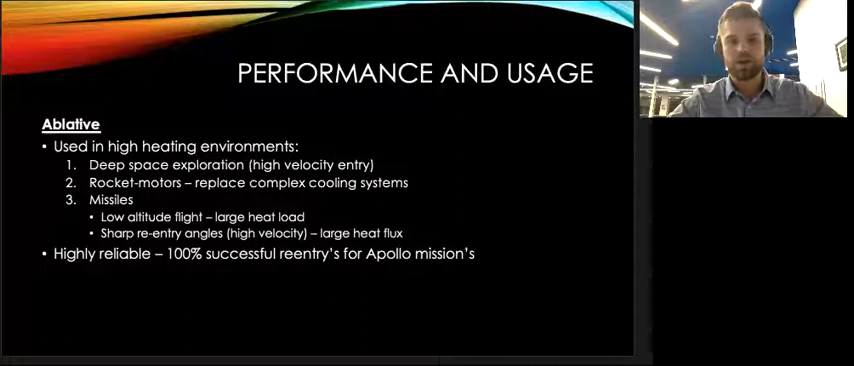 PERFORMANCE AND USAGE
Ablative
• Used in high heating environments:
1. Deep space exploration (high velocity entry)
2. Rocket-motors – replace complex cooling systems
3. Missiles
• Low altitude flight – large heat load
• Sharp re-entry angles (high velocity) – large heat flux
• Highly reliable – 100% successful reentry's for Apollo mission's